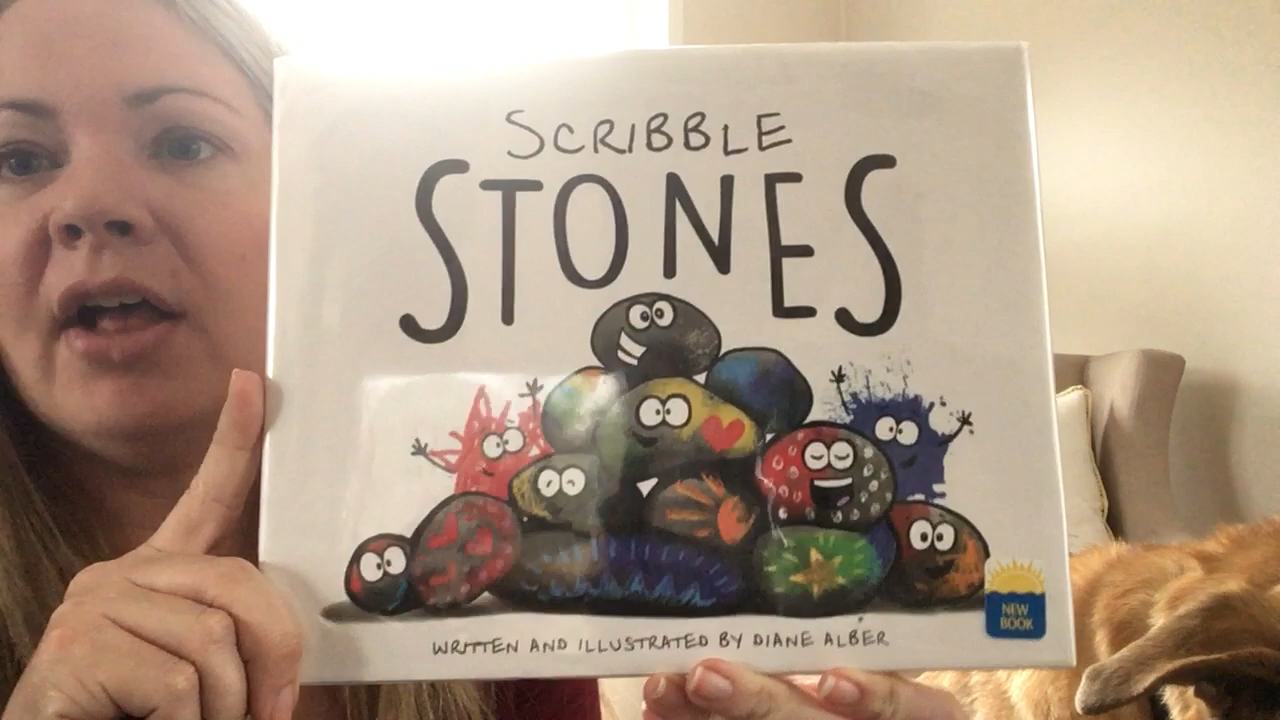 SCRIBBLE
STONES
WRITTEN AND ILLUSTRATED BY DIANE ALBER
NEW
BOOK